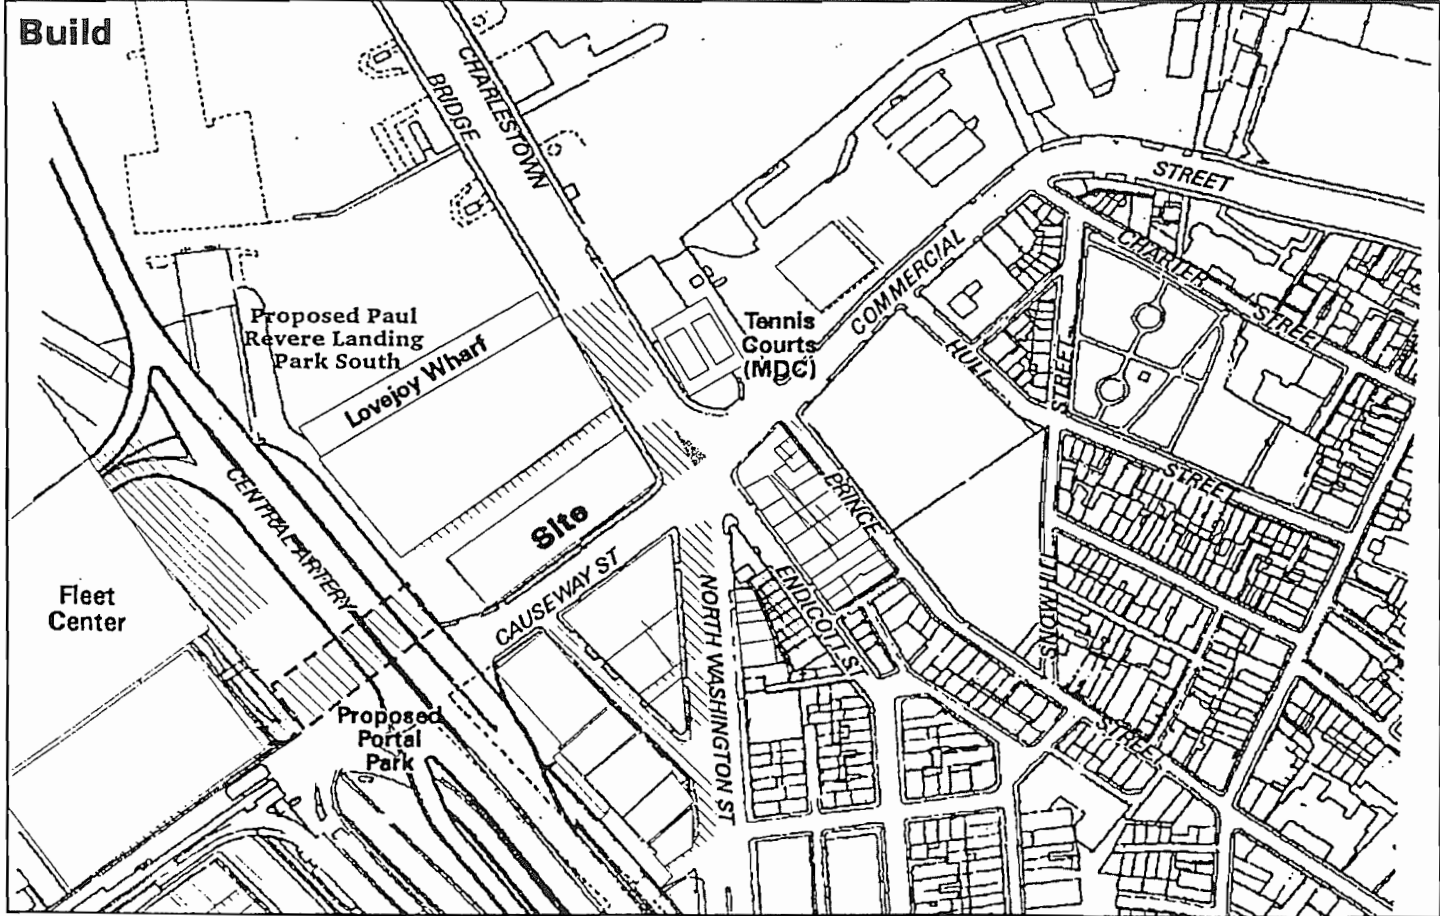 Build
CHARLESTOWN
BRIDGE
STREET
CHARTER
STREET
COMMERCIAL
Proposed Paul
Revere Landing
Park South
Tennis
Courts
(MDC)
Lovejoy Wharf
HULL
STREET
STREET
CENTRAL ARTERY
PRINCE
Site
CAUSEWAY ST
Fleet
Center
ENDICOTT ST
NORTH WASHINGTON ST
SNOWHILL
Proposed
Portal
Park
STREET